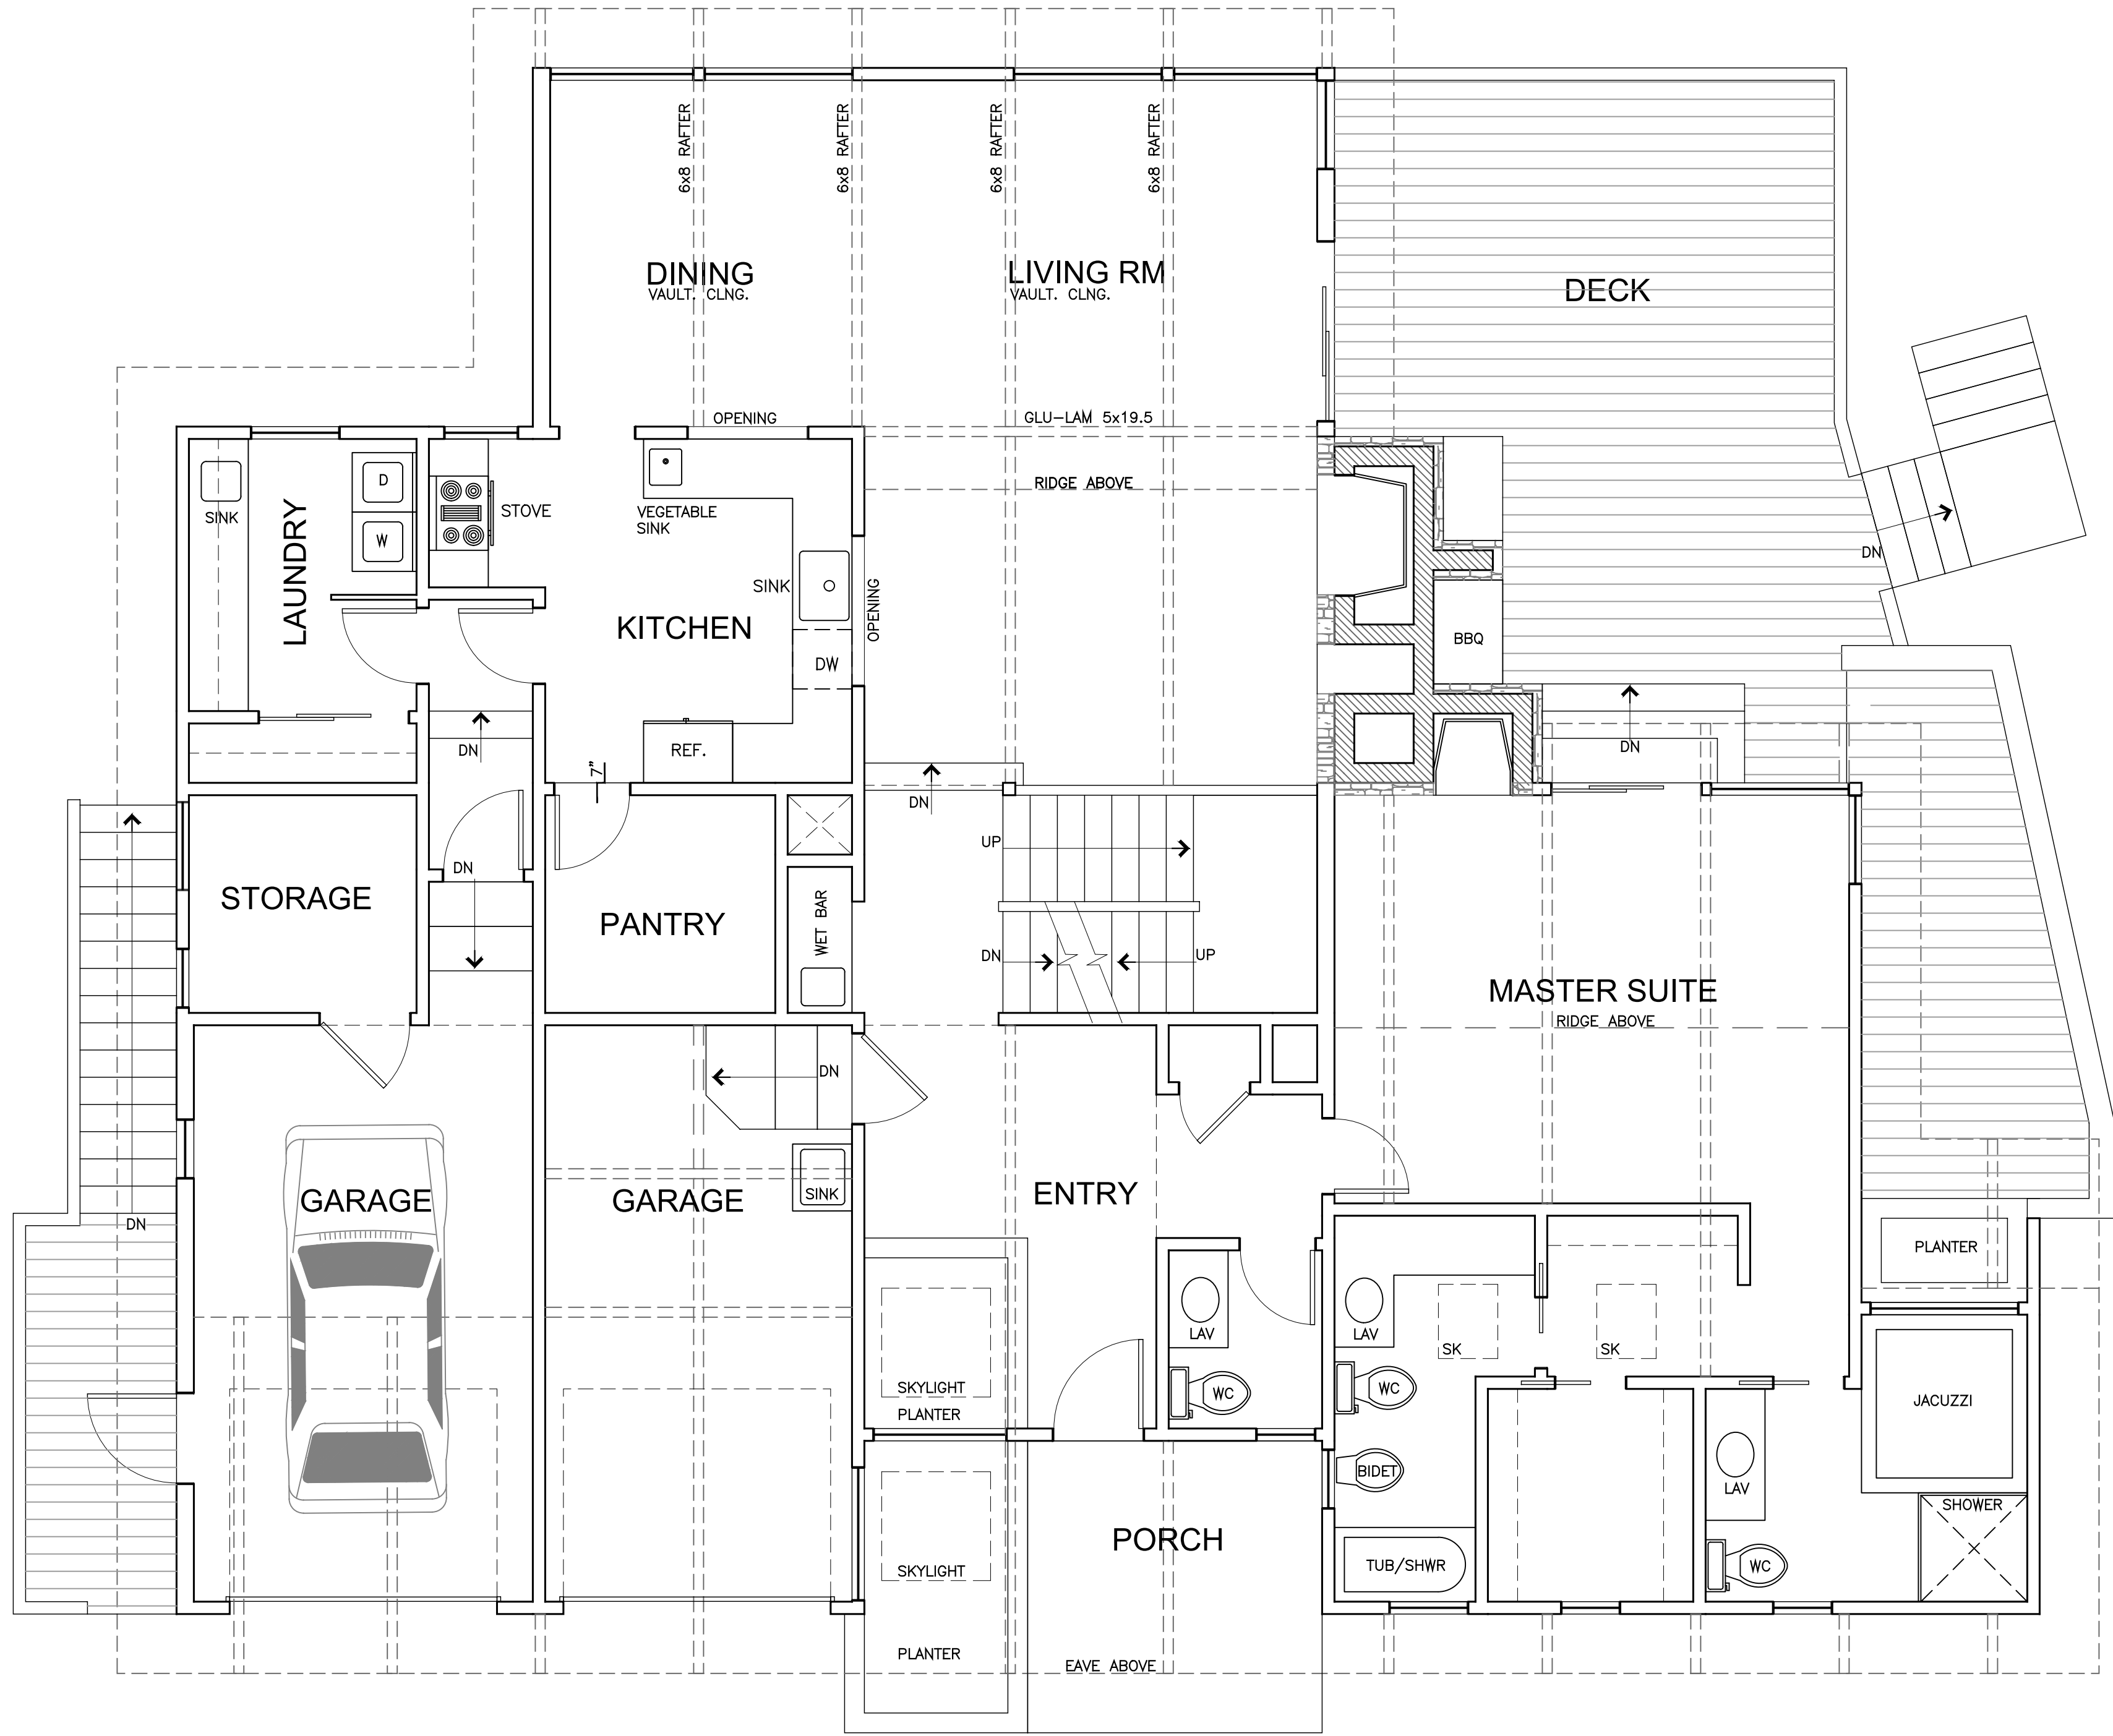 6x8 RAFTER
6x8 RAFTER
6x8 RAFTER
6x8 RAFTER
DINING
VAULT. CLNG.
LIVING RM
VAULT. CLNG.
DECK
OPENING
GLU-LAM 5x19.5
RIDGE ABOVE
SINK
LAUNDRY
D
W
STOVE
VEGETABLE
SINK
SINK
OPENING
KITCHEN
DW
REF.
7"
BBQ
DN
DN
DN
DN
DN
UP
DN
UP
STORAGE
PANTRY
WET BAR
MASTER SUITE
RIDGE ABOVE
DN
DN
GARAGE
GARAGE
SINK
ENTRY
PLANTER
LAV
LAV
SK
SK
SKYLIGHT
PLANTER
WC
WC
JACUZZI
BIDET
LAV
SHOWER
SKYLIGHT
PORCH
TUB/SHWR
WC
PLANTER
EAVE ABOVE